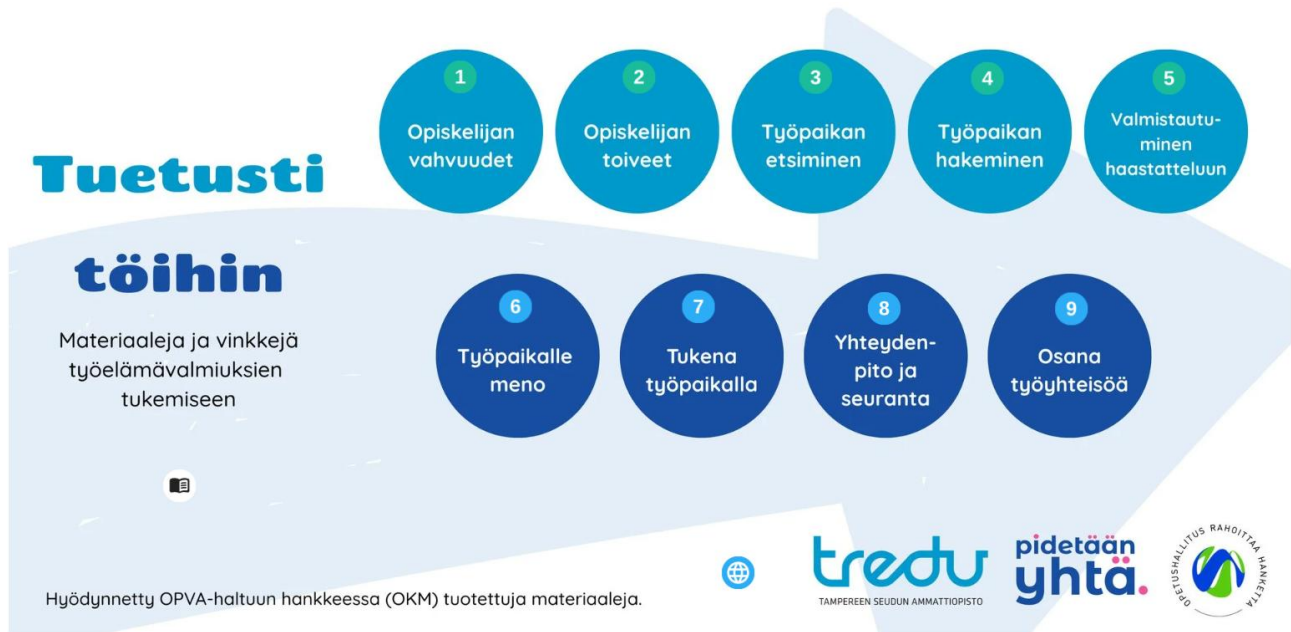 Tuetusti
töihin
Materiaaleja ja vinkkejä
työelämävalmiuksien
tukemiseen
1
Opiskelijan
vahvuudet
2
Opiskelijan
toiveet
3
Työpaikan
etsiminen
4
Työpaikan
hakeminen
5
Valmistautu-
minen
haastatteluun
6
Työpaikalle
meno
7
Tukena
työpaikalla
8
Yhteyden-
pito ja
seuranta
9
Osana
työyhteisöä
Hyödynnetty OPVA-haltuun hankkeessa (OKM) tuotettuja materiaaleja.
tredu
TAMPEREEN SEUDUN AMMATTIOPISTO
pidetään
yhtä.
OPETUSHALLITUS RAHOITTAA HANKETTA